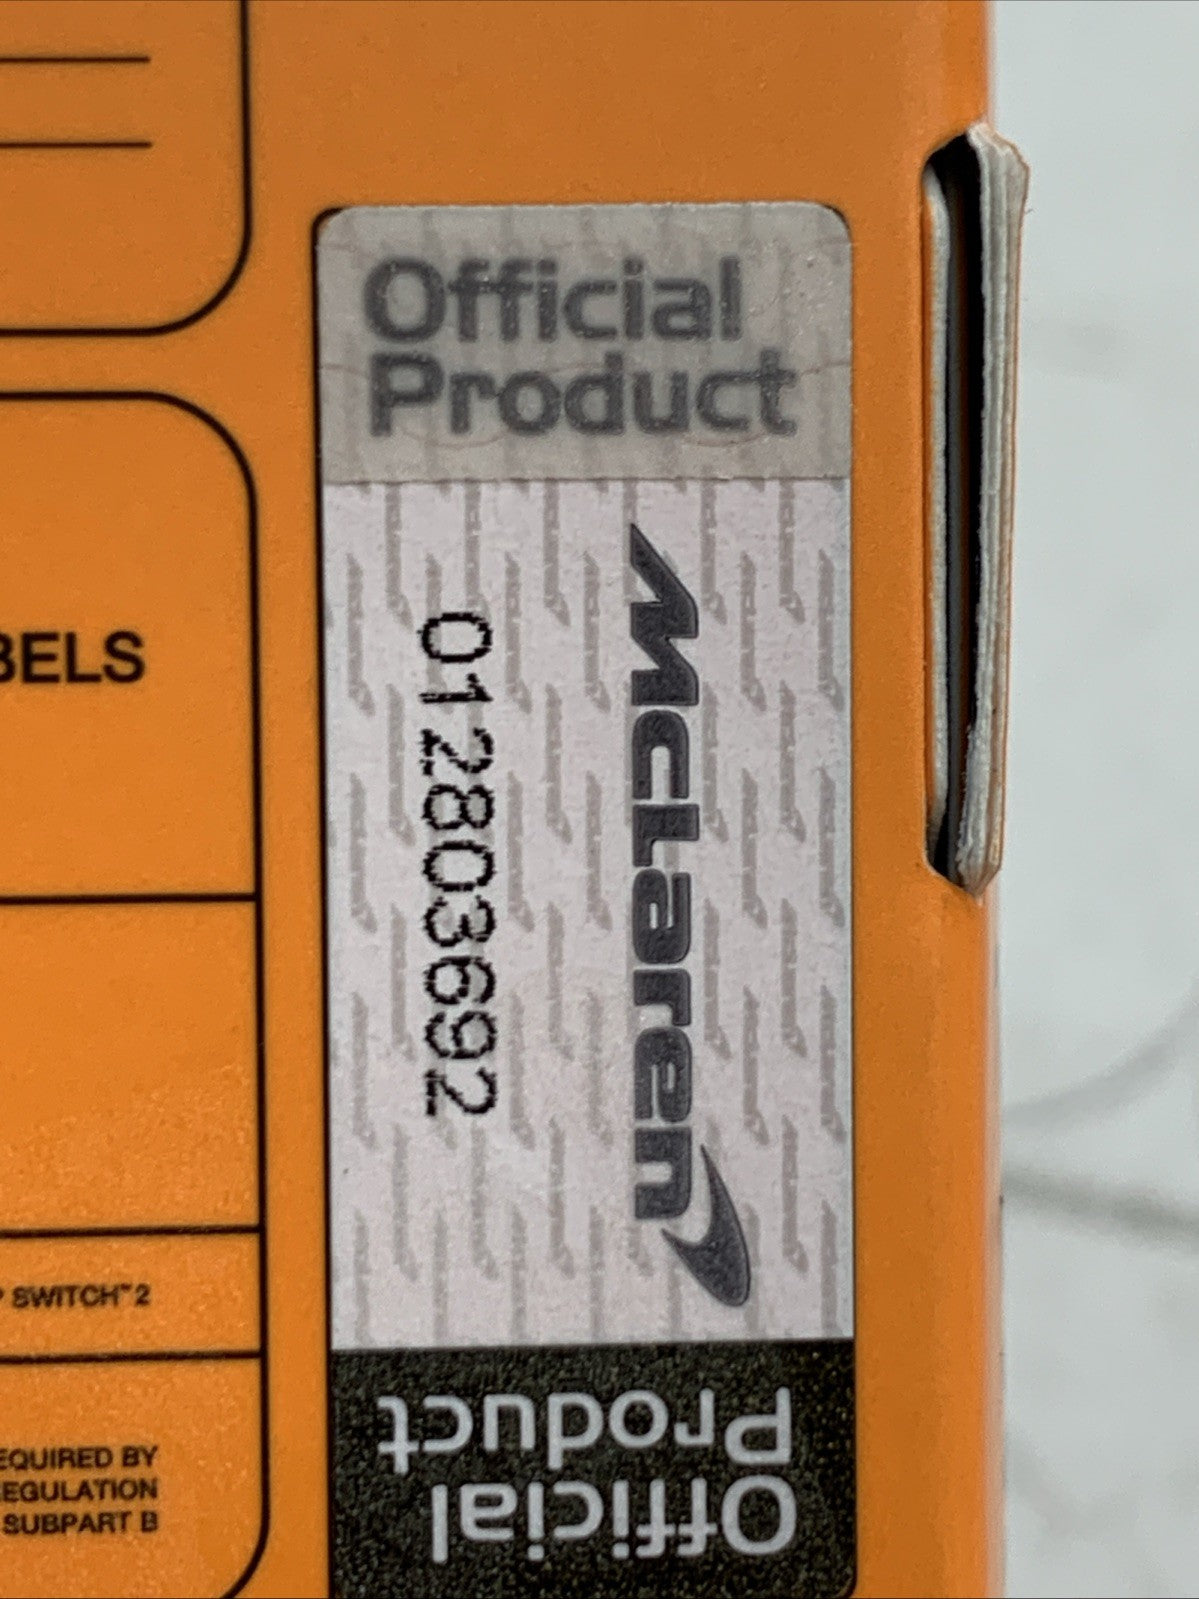 BELS
SWITCH™2
EQUIRED BY
EGULATION
SUBPART B
Official
Product
McLaren
012803692
Official
Product